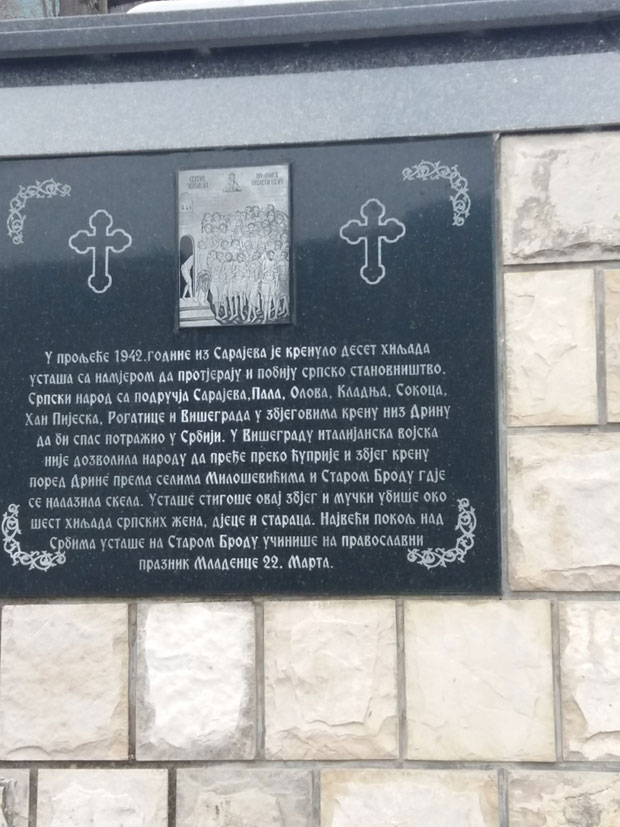 У прољеће 1942.године из Сарајева је кренуло десет хиљада
усташа са намјером да протјерају и побију српско становништво.
Српски народ са подручја Сарајева,Пала, Олова, Кладња, Сокоца,
Хан Пијеска, Рогатице и Вишеграда у збјеговима крену низ Дрину
да би спас потражио у Србији. У Вишеграду италијанска војска
није дозволила народу да пређе преко ћуприје и збјег крену
поред Дрине према селима Милошевићима и Старом Броду гдје
се налазила скела. Усташе стигоше овај збјег и мучки убише око
шест хиљада српских жена, дјеце и стараца. Највећи покољ над
Србима усташе на Старом Броду учинише на православни
празник Младенце 22. Марта.